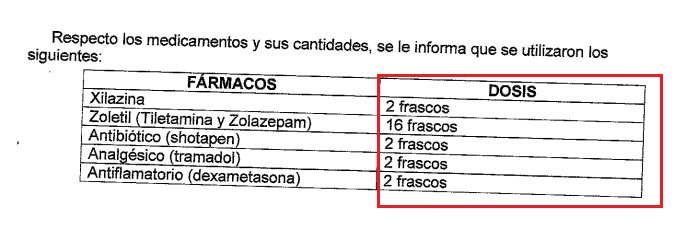 Respecto los medicamentos y sus cantidades, se le informa que se utilizaron los
siguientes:
FÁRMACOS DOSIS
Xilazina 2 frascos
Zoletil (Tiletamina y Zolazepam) 16 frascos
Antibiótico (shotapen) 2 frascos
Analgésico (tramadol) 2 frascos
Antiflamatorio (dexametasona) 2 frascos